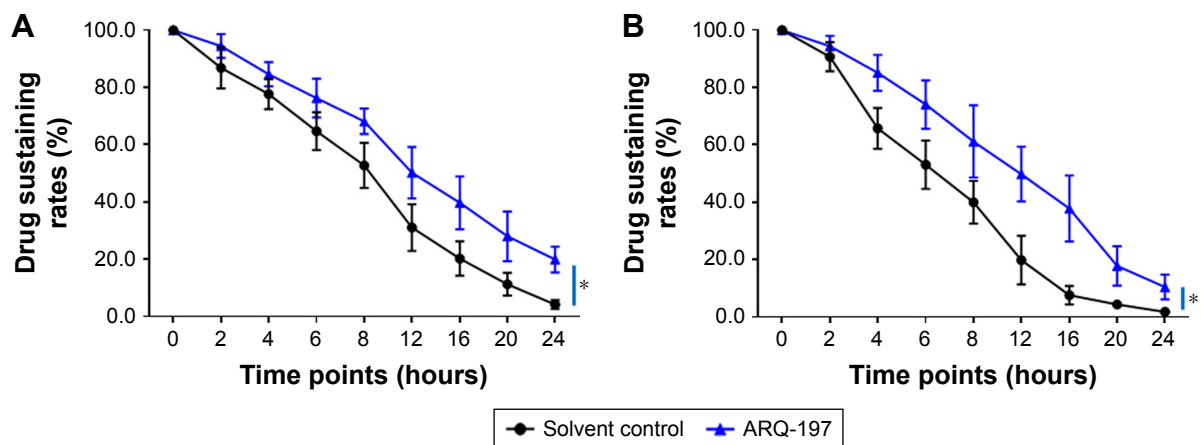 A
Drug sustaining
rates (%)
100.0
80.0
60.0
40.0
20.0
0.0
0 2 4 6 8 12 16 20 24
Time points (hours)
*
B
Drug sustaining
rates (%)
100.0
80.0
60.0
40.0
20.0
0.0
0 2 4 6 8 12 16 20 24
Time points (hours)
*
Solvent control ARQ-197